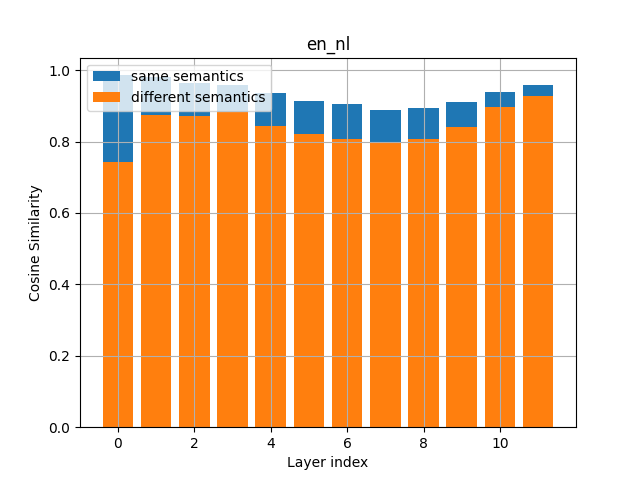 en_nl
same semantics
different semantics
1.0
0.8
0.6
0.4
0.2
0.0
Cosine Similarity
0 2 4 6 8 10
Layer index